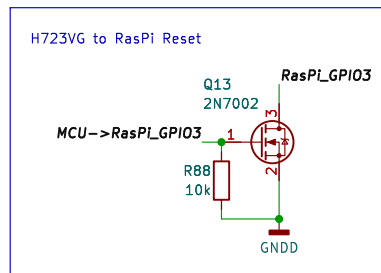 H723VG to RasPi Reset
RasPi_GPIO3
Q13
2N7002
3
MCU->RasPi_GPIO3
1
2
R88
10k
GNDD